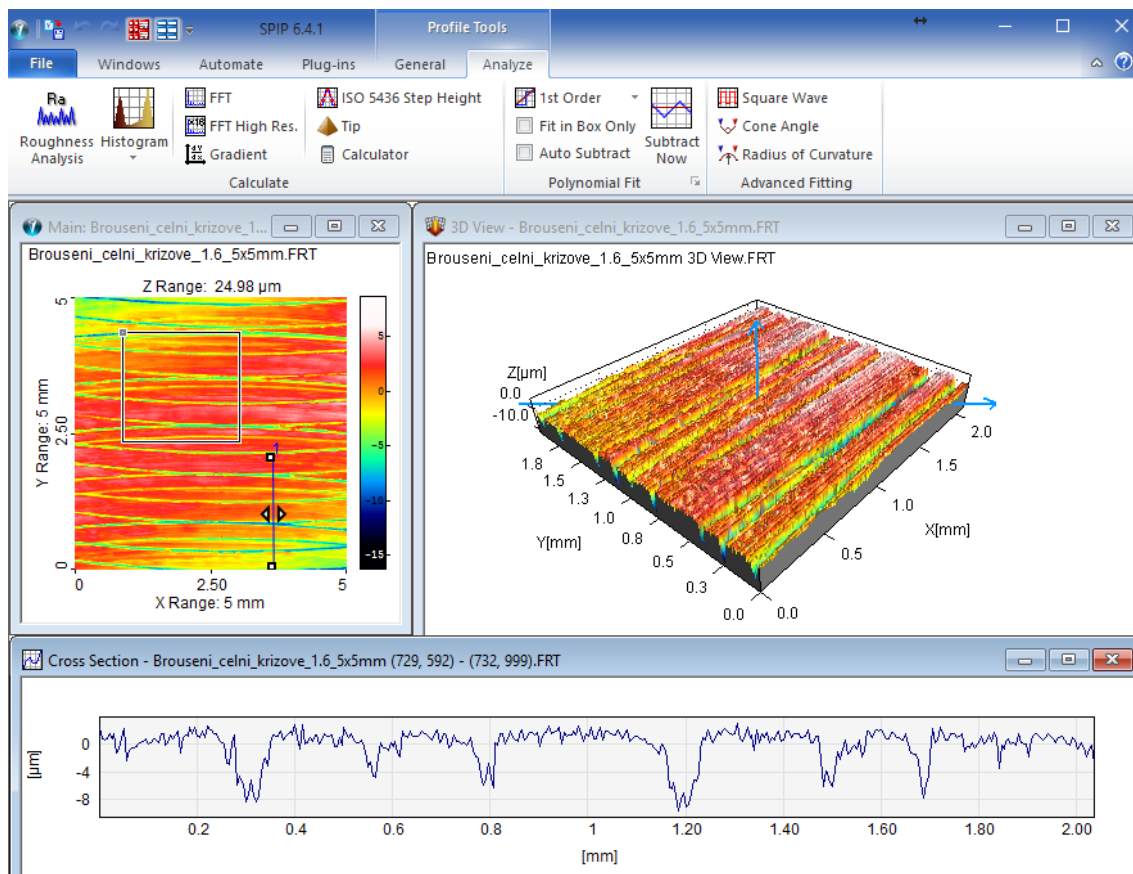 SPIP 6.4.1 Profile Tools
File Windows Automate Plug-ins General Analyze
Ra
Roughness Analysis
Histogram
FFT
x16 FFT High Res.
dy dx Gradient
ISO 5436 Step Height
Tip
Calculator
Calculate
1st Order
Fit in Box Only
Auto Subtract
Subtract Now
Polynomial Fit
Square Wave
Cone Angle
Radius of Curvature
Advanced Fitting
Main: Brouseni_celni_krizove_1...
Brouseni_celni_krizove_1.6_5x5mm.FRT
Z Range: 24.98 µm
5
2.50
0
Y Range: 5 mm
0 2.50 5
X Range: 5 mm
1
5
0
-5
-10
-15
3D View - Brouseni_celni_krizove_1.6_5x5mm.FRT
Brouseni_celni_krizove_1.6_5x5mm 3D View.FRT
Z[µm]
0.0
-10.0
1.8
1.5
1.3
1.0
0.8
0.5
0.3
0.0
Y[mm]
0.0
0.5
1.0
1.5
2.0
X[mm]
Cross Section - Brouseni_celni_krizove_1.6_5x5mm (729, 592) - (732, 999).FRT
[µm]
0
-4
-8
0.2 0.4 0.6 0.8 1 1.20 1.40 1.60 1.80 2.00
[mm]